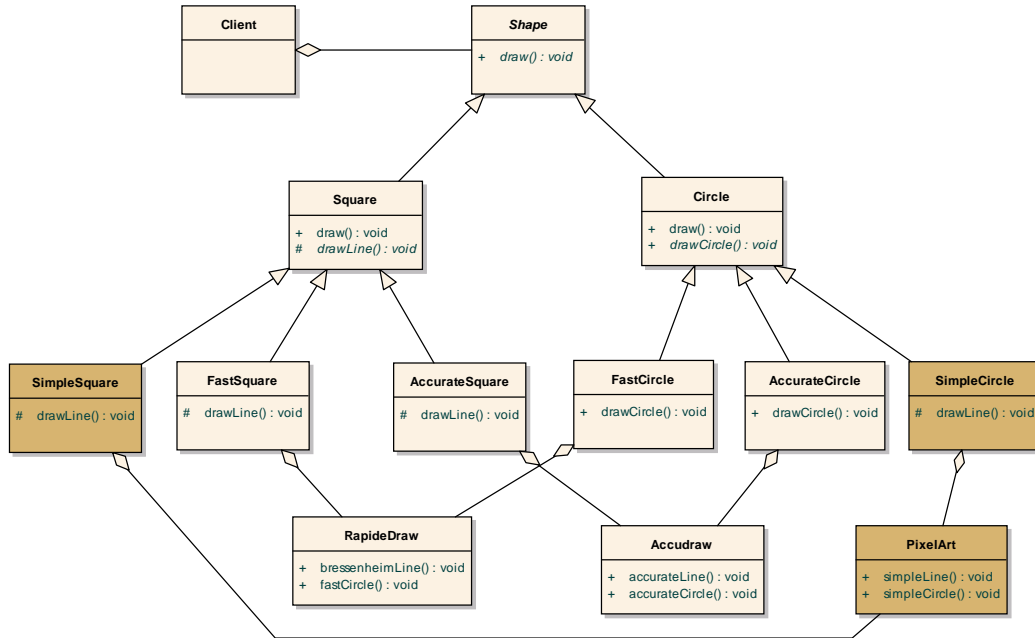 Client
Shape
+ draw() : void
Square
+ draw() : void
# drawLine() : void
Circle
+ draw() : void
+ drawCircle() : void
SimpleSquare
# drawLine() : void
FastSquare
# drawLine() : void
AccurateSquare
# drawLine() : void
FastCircle
+ drawCircle() : void
AccurateCircle
+ drawCircle() : void
SimpleCircle
# drawLine() : void
RapideDraw
+ bressenheimLine() : void
+ fastCircle() : void
Accudraw
+ accurateLine() : void
+ accurateCircle() : void
PixelArt
+ simpleLine() : void
+ simpleCircle() : void